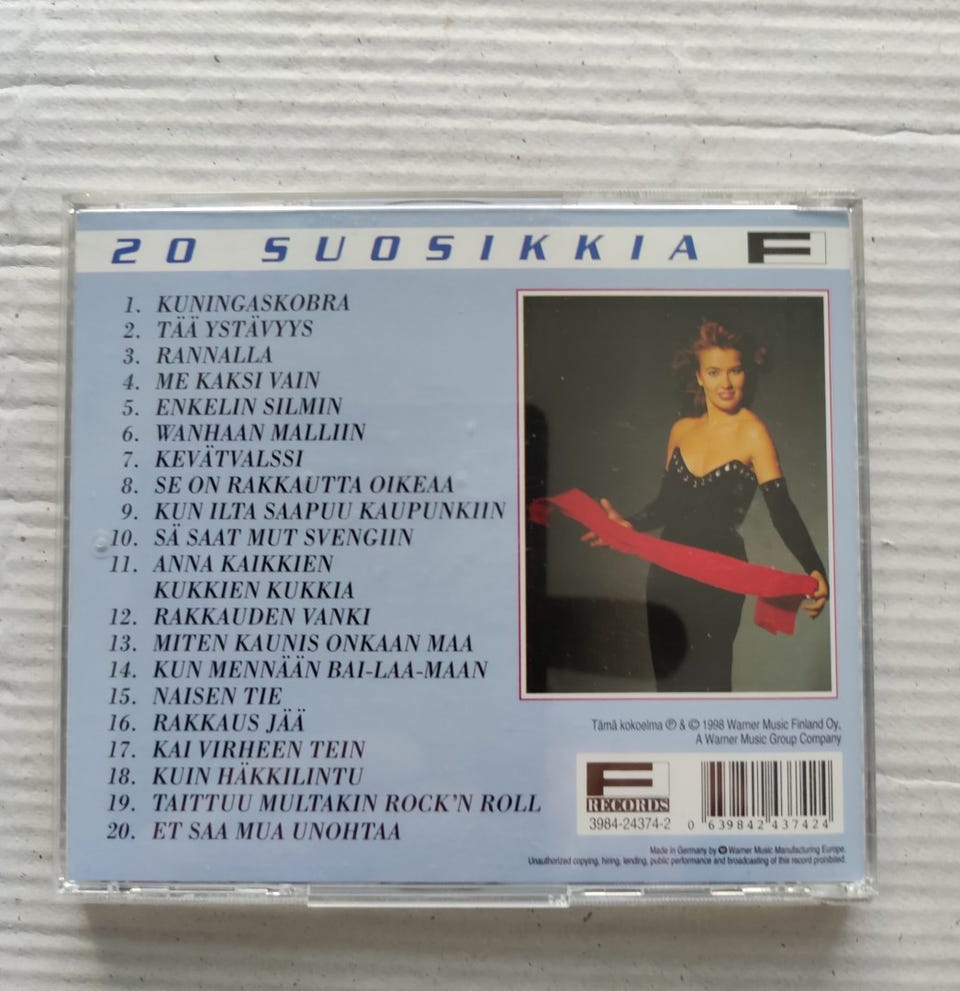 20 SUOSIKKIA F
1. KUNINGASKOBRA
2. TÄÄ YSTÄVYYS
3. RANNALLA
4. ME KAKSI VAIN
5. ENKELIN SILMIN
6. WANHAAN MALLIIN
7. KEVÄTVALSSI
8. SE ON RAKKAUTTA OIKEAA
9. KUN ILTA SAAPUU KAUPUNKIIN
10. SÄ SAAT MUT SVENGIIN
11. ANNA KAIKKIEN
KUKKIEN KUKKIA
12. RAKKAUDEN VANKI
13. MITEN KAUNIS ONKAAN MAA
14. KUN MENNÄÄN BAI-LAA-MAAN
15. NAISEN TIE
16. RAKKAUS JÄÄ
17. KAI VIRHEEN TEIN
18. KUIN HÄKKILINTU
19. TAITTUU MULTAKIN ROCK'N ROLL
20. ET SAA MUA UNOHTAA
Tämä kokoelma ℗ & © 1998 Warner Music Finland Oy,
A Warner Music Group Company
F
RECORDS
3984-24374-2
0 639842 437424
Made in Germany by Warner Music Manufacturing Europe.
Unauthorized copying, hiring, lending, public performance and broadcasting of this record prohibited.